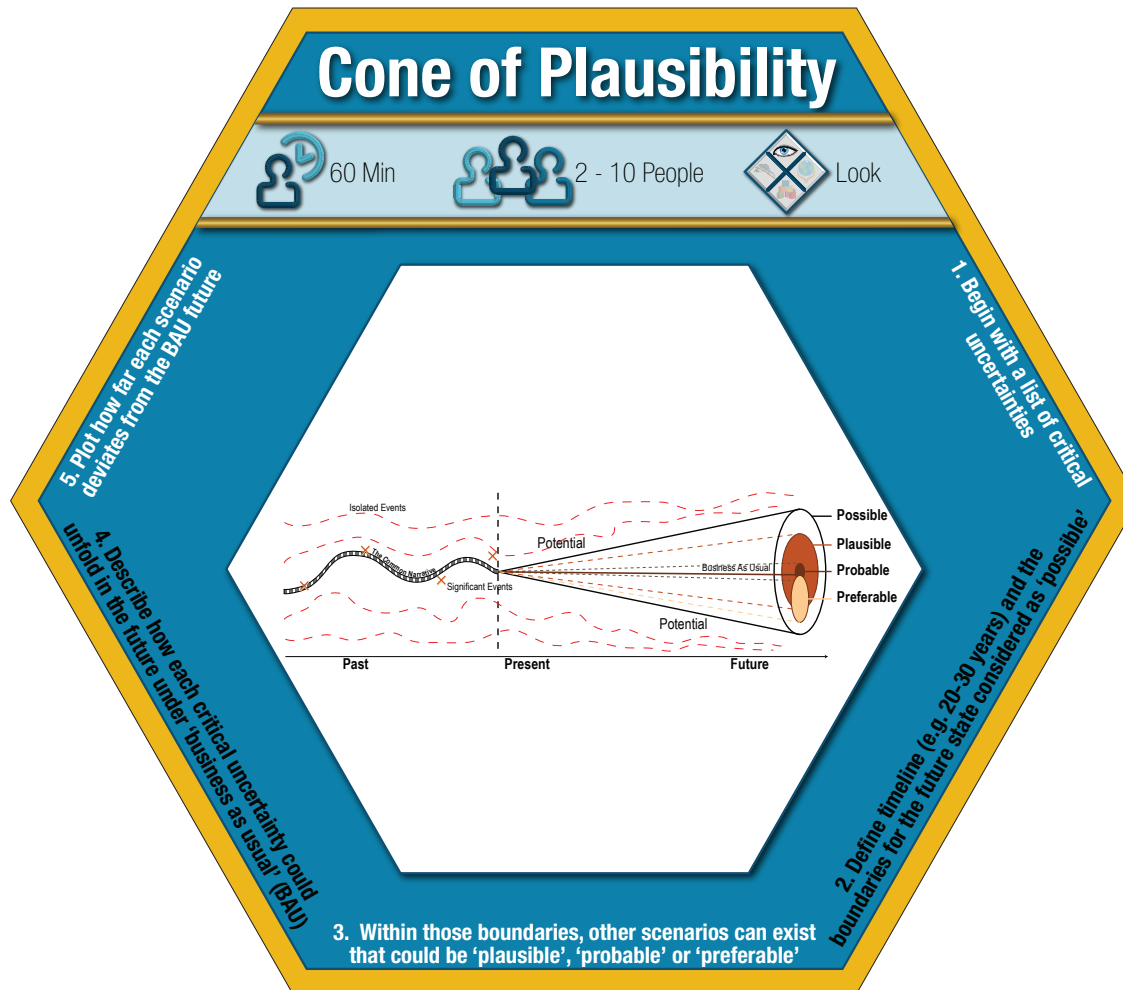 Cone of Plausibility
60 Min
2 - 10 People
Look
1. Begin with a list of critical
uncertainties
2. Define timeline (e.g. 20-30 years) and the
boundaries for the future state considered as ‘possible’
3. Within those boundaries, other scenarios can exist
that could be ‘plausible’, ‘probable’ or ‘preferable’
4. Describe how each critical uncertainty could
unfold in the future under ‘business as usual’ (BAU)
5. Plot how far each scenario
deviates from the BAU future
Isolated Events
The Common Narrative
Significant Events
Potential
Business As Usual
Potential
Possible
Plausible
Probable
Preferable
Past
Present
Future